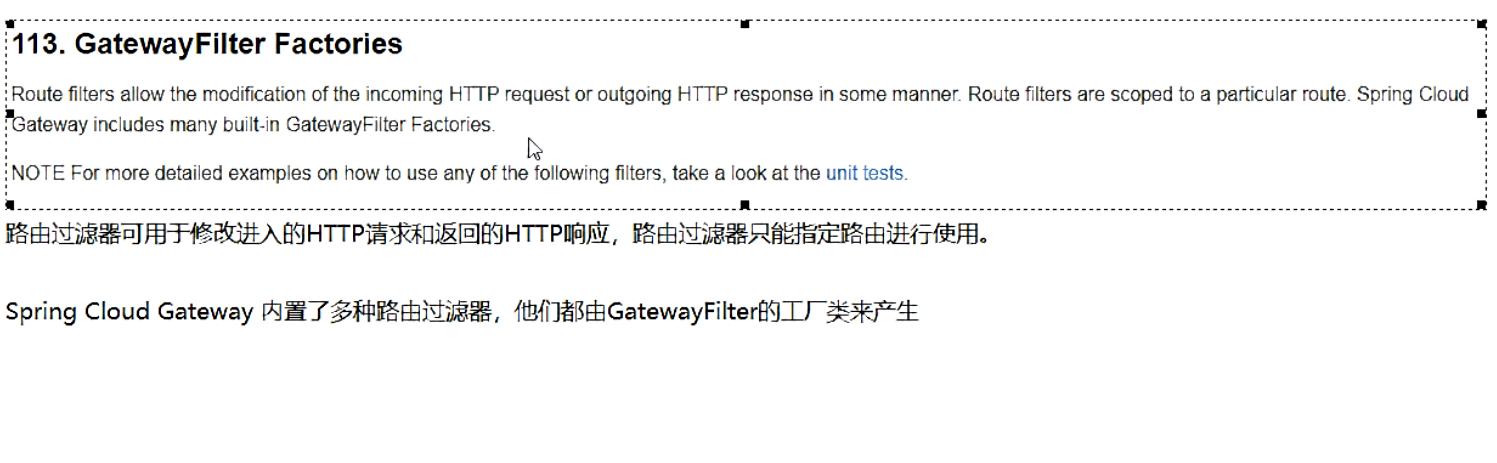 113. GatewayFilter Factories
Route filters allow the modification of the incoming HTTP request or outgoing HTTP response in some manner. Route filters are scoped to a particular route. Spring Cloud
Gateway includes many built-in GatewayFilter Factories.
NOTE For more detailed examples on how to use any of the following filters, take a look at the unit tests.
路由过滤器可用于修改进入的HTTP请求和返回的HTTP响应，路由过滤器只能指定路由进行使用。
Spring Cloud Gateway 内置了多种路由过滤器，他们都由GatewayFilter的工厂类来产生